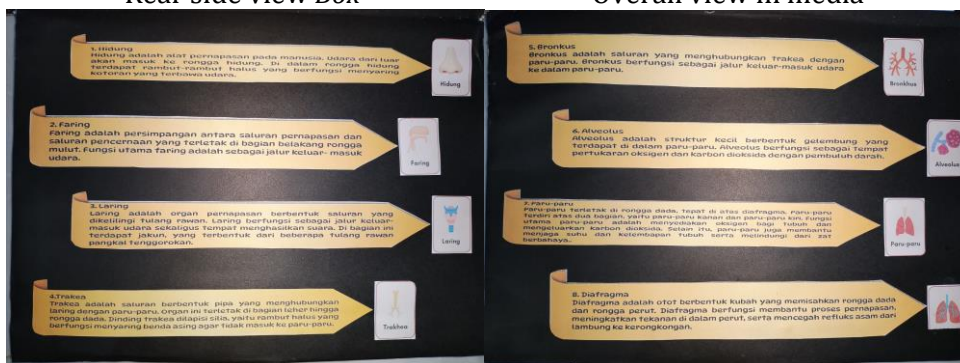 Rear side view Box
Overall view in media
1. Hidung
Hidung adalah alat pernapasan pada manusia. Udara dari luar
akan masuk ke rongga hidung. Di dalam rongga hidung
terdapat rambut-rambut halus yang berfungsi menyaring
kotoran yang terbawa udara.
Hidung
2. Faring
Faring adalah persimpangan antara saluran pernapasan dan
saluran pencernaan yang terletak di bagian belakang rongga
mulut. Fungsi utama faring adalah sebagai jalur keluar- masuk
udara.
Faring
3. Laring
Laring adalah organ pernapasan berbentuk saluran yang
dikelilingi tulang rawan. Laring berfungsi sebagai jalur keluar-
masuk udara sekaligus tempat menghasilkan suara. Di bagian ini
terdapat jakun, yang terbentuk dari beberapa tulang rawan
pangkal tenggorokan.
Laring
4.Trakea
Trakea adalah saluran berbentuk pipa yang menghubungkan
laring dengan paru-paru. Organ ini terletak di bagian leher hingga
rongga dada. Dinding trakea dilapisi silia, yaitu rambut halus yang
berfungsi menyaring benda asing agar tidak masuk ke paru-paru.
Trakhea
5. Bronkus
Bronkus adalah saluran yang menghubungkan trakea dengan
paru-paru. Bronkus berfungsi sebagai jalur keluar-masuk udara
ke dalam paru-paru.
Bronkhus
6. Alveolus
Alveolus adalah struktur kecil berbentuk gelembung yang
terdapat di dalam paru-paru. Alveolus berfungsi sebagai tempat
pertukaran oksigen dan karbon dioksida dengan pembuluh darah.
Alveolus
7. Paru-paru
Paru-paru terletak di rongga dada, tepat di atas diafragma. Paru-paru
terdiri atas dua bagian, yaitu paru-paru kanan dan paru-paru kiri. Fungsi
utama paru-paru adalah menyediakan oksigen bagi tubuh dan
mengeluarkan karbon dioksida. Selain itu, paru-paru juga membantu
menjaga suhu dan kelembapan tubuh serta melindungi dari zat
berbahaya.
Paru-paru
8. Diafragma
Diafragma adalah otot berbentuk kubah yang memisahkan rongga dada
dan rongga perut. Diafragma berfungsi membantu proses pernapasan,
meningkatkan tekanan di dalam perut, serta mencegah refluks asam dari
lambung ke kerongkongan.